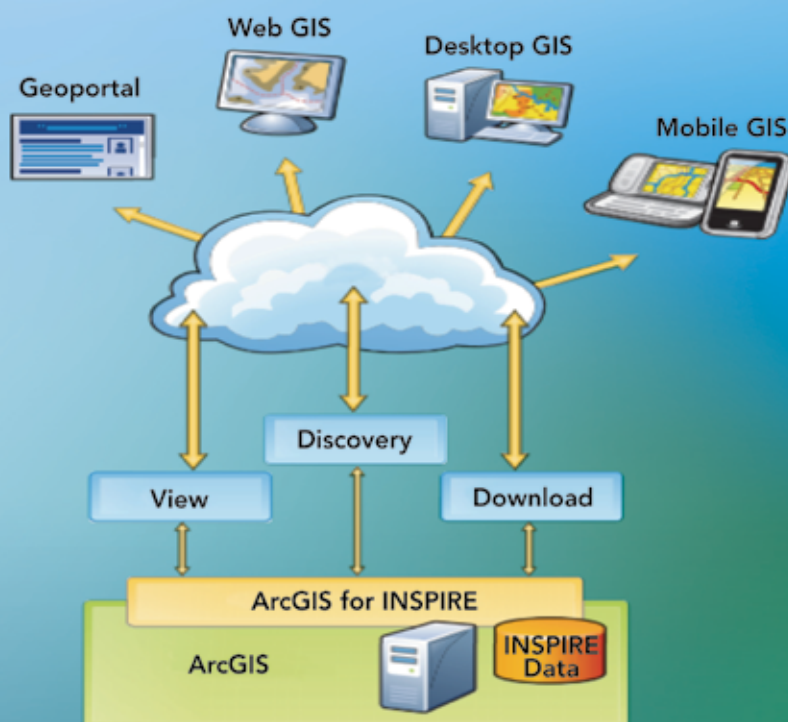 Web GIS
Desktop GIS
Geoportal
Mobile GIS
Discovery
View
Download
ArcGIS for INSPIRE
ArcGIS
INSPIRE
Data